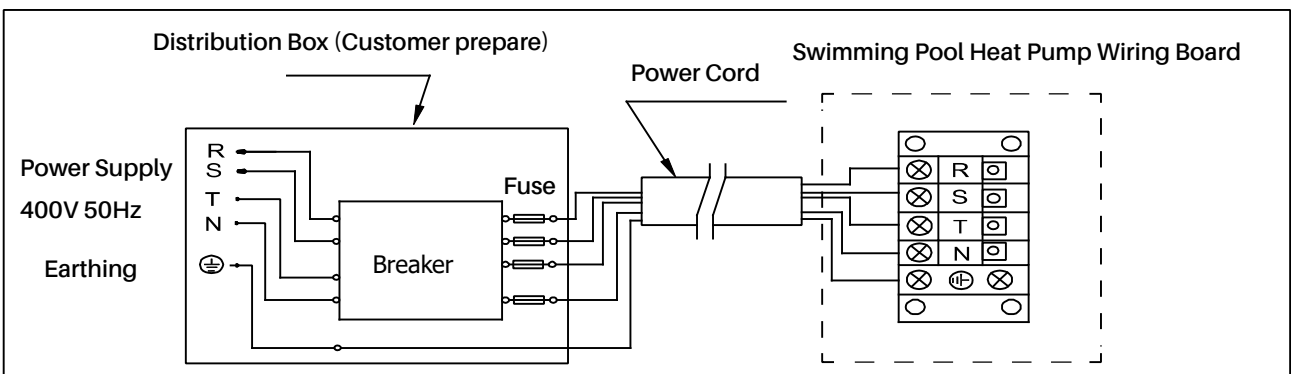 Distribution Box (Customer prepare)
Power Cord
Swimming Pool Heat Pump Wiring Board
Power Supply
400V 50Hz
Earthing
R
S
T
N
Breaker
Fuse
R
S
T
N